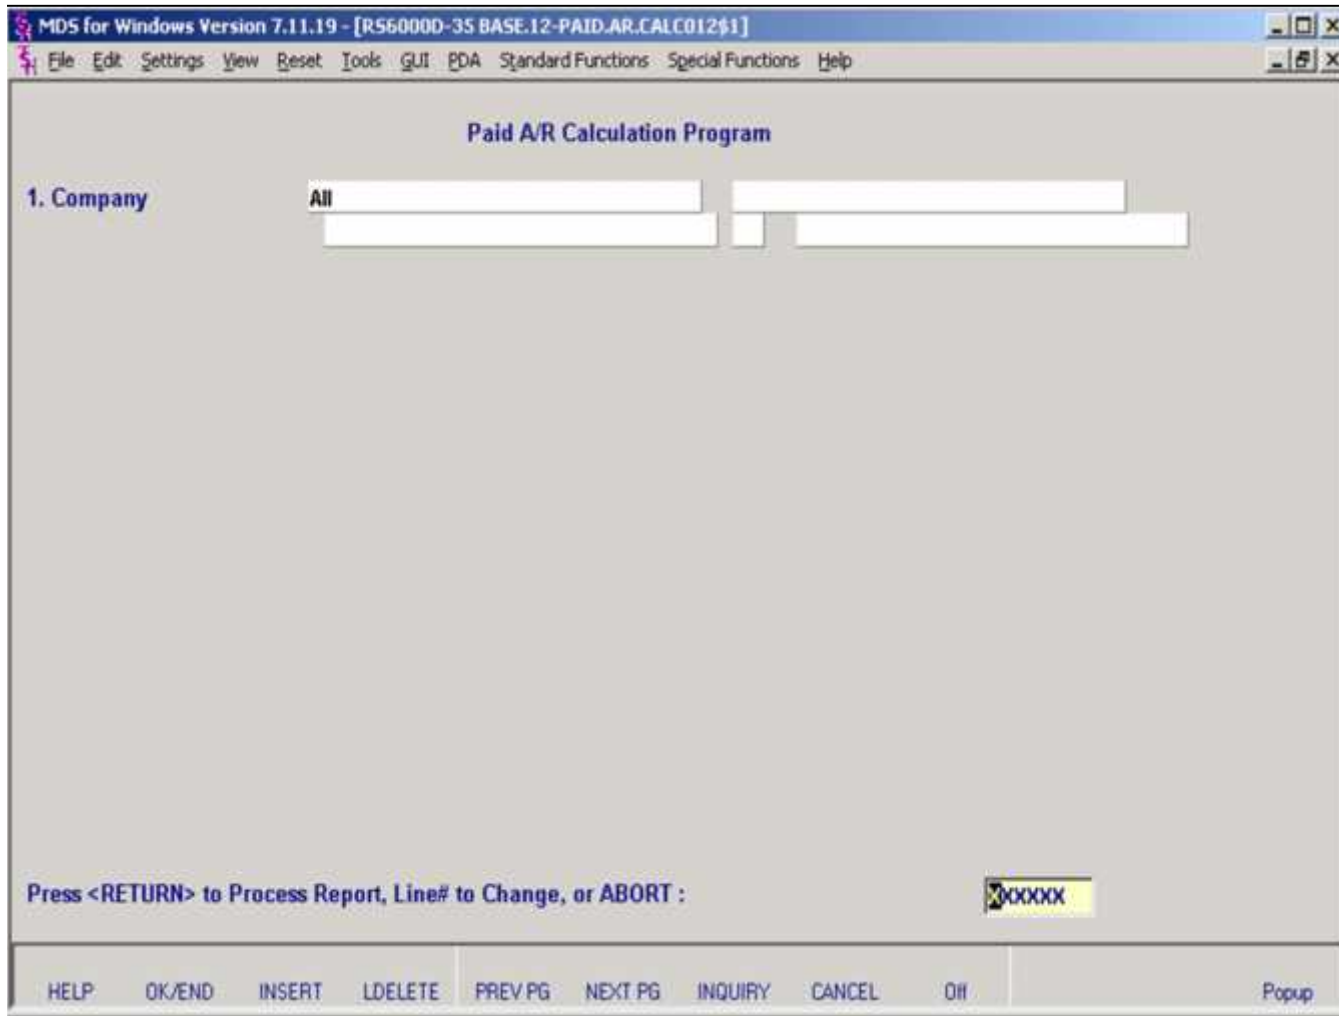 MDS for Windows Version 7.11.19 - [RS6000D-35 BASE.12-PAID.AR.CALC012$1]
File Edit Settings View Reset Tools GUI PDA Standard Functions Special Functions Help
Paid A/R Calculation Program
1. Company All
Press <RETURN> to Process Report, Line# to Change, or ABORT : XXXXXX
HELP OK/END INSERT LDELETE PREV PG NEXT PG INQUIRY CANCEL Off Popup